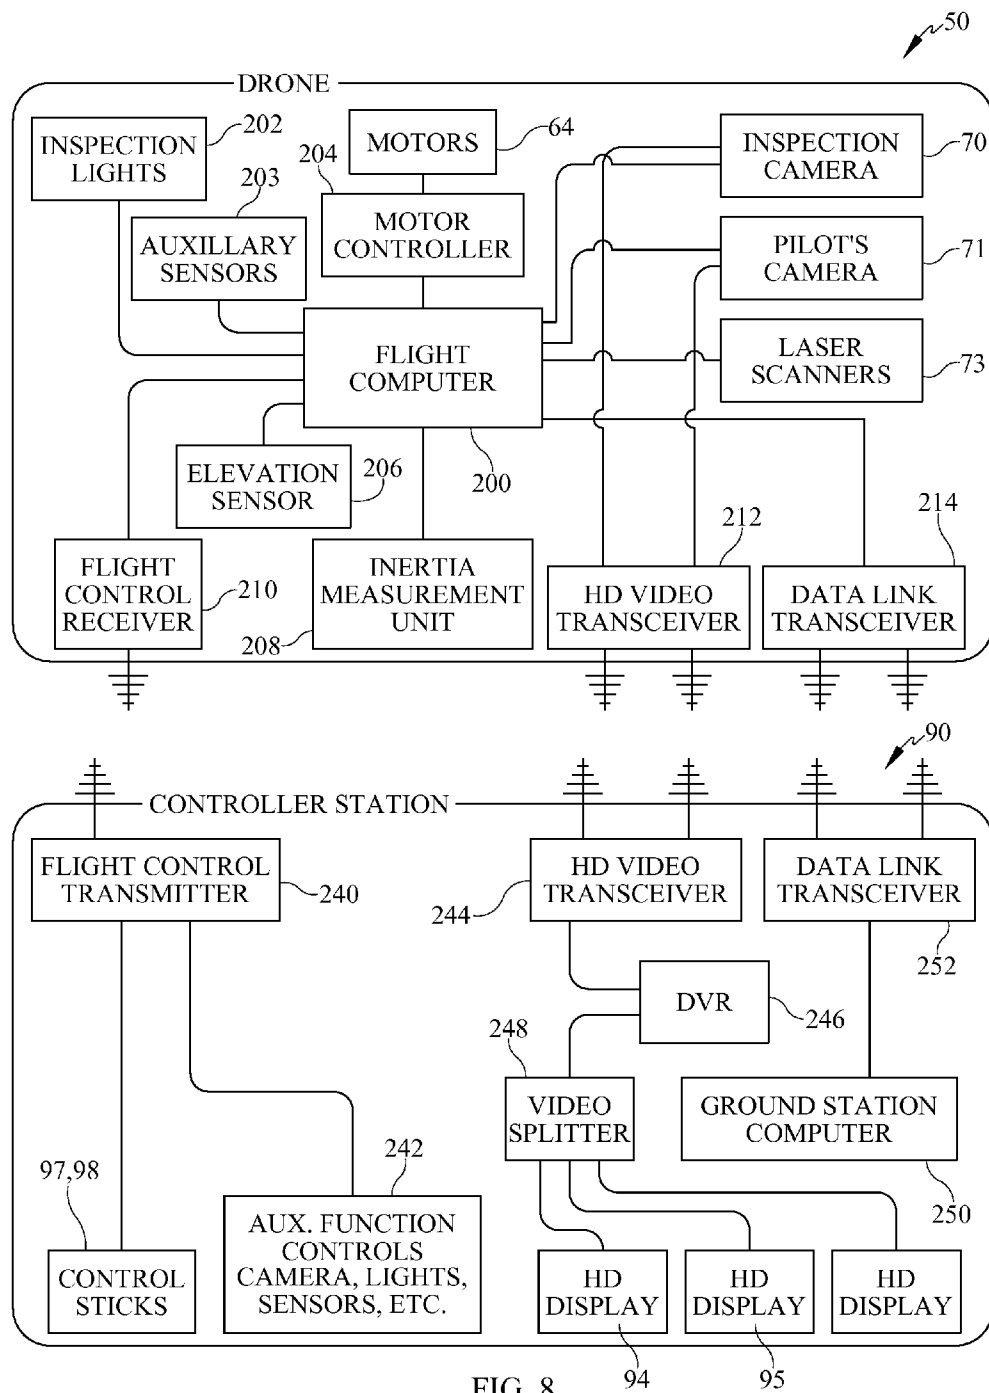 50
DRONE
INSPECTION
LIGHTS
202
MOTORS
64
INSPECTION
CAMERA
70
203
204
AUXILLARY
SENSORS
MOTOR
CONTROLLER
PILOT'S
CAMERA
71
FLIGHT
COMPUTER
LASER
SCANNERS
73
ELEVATION
SENSOR
206
200
212
214
FLIGHT
CONTROL
RECEIVER
210
INERTIA
MEASUREMENT
UNIT
208
HD VIDEO
TRANSCEIVER
DATA LINK
TRANSCEIVER
90
CONTROLLER STATION
FLIGHT CONTROL
TRANSMITTER
240
HD VIDEO
TRANSCEIVER
244
DATA LINK
TRANSCEIVER
252
DVR
246
248
VIDEO
SPLITTER
GROUND STATION
COMPUTER
250
97,98
242
CONTROL
STICKS
AUX. FUNCTION
CONTROLS
CAMERA, LIGHTS,
SENSORS, ETC.
HD
DISPLAY
HD
DISPLAY
HD
DISPLAY
94
95
FIG. 8